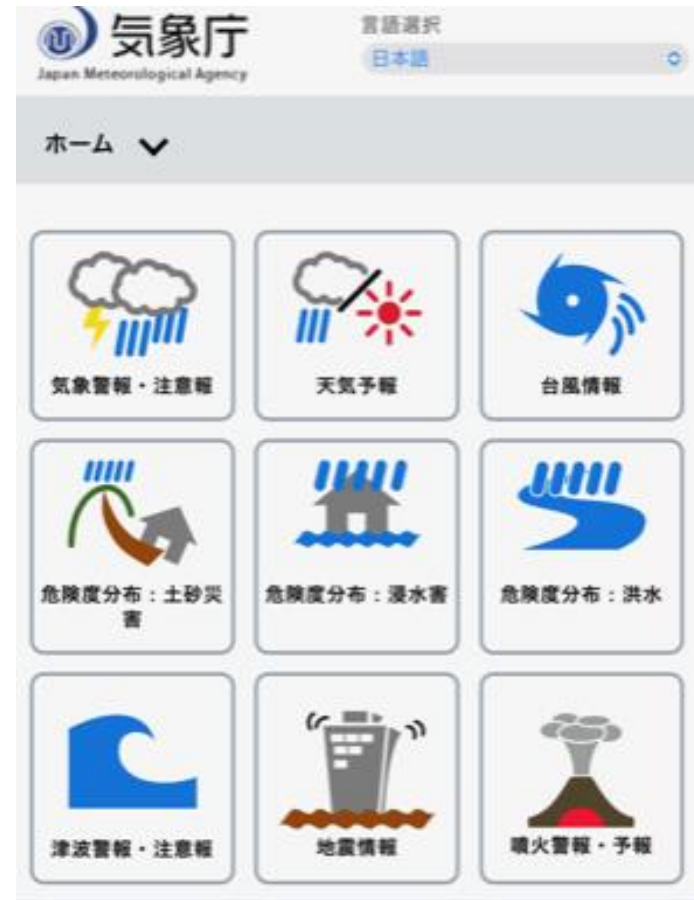 気象庁
Japan Meteorological Agency
言語選択
日本語
ホーム
気象警報・注意報
天気予報
台風情報
危険度分布：土砂災
害
危険度分布：浸水害
危険度分布：洪水
津波警報・注意報
地震情報
噴火警報・予報